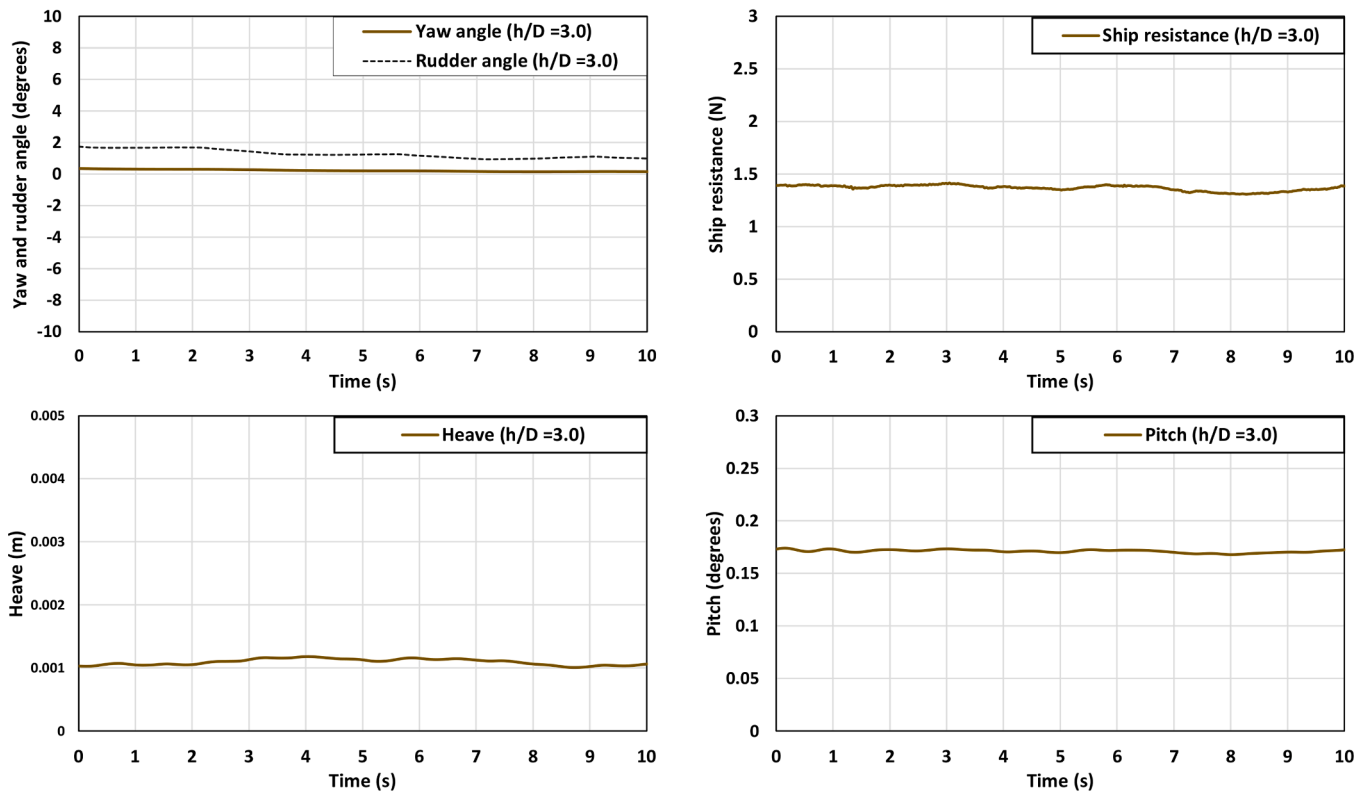 Yaw angle (h/D =3.0)
Rudder angle (h/D =3.0)
Yaw and rudder angle (degrees)
10
8
6
4
2
0
-2
-4
-6
-8
-10
0 1 2 3 4 5 6 7 8 9 10
Time (s)
Ship resistance (h/D =3.0)
Ship resistance (N)
3
2.5
2
1.5
1
0.5
0
0 1 2 3 4 5 6 7 8 9 10
Time (s)
Heave (h/D =3.0)
Heave (m)
0.005
0.004
0.003
0.002
0.001
0
0 1 2 3 4 5 6 7 8 9 10
Time (s)
Pitch (h/D =3.0)
Pitch (degrees)
0.3
0.25
0.2
0.15
0.1
0.05
0
0 1 2 3 4 5 6 7 8 9 10
Time (s)